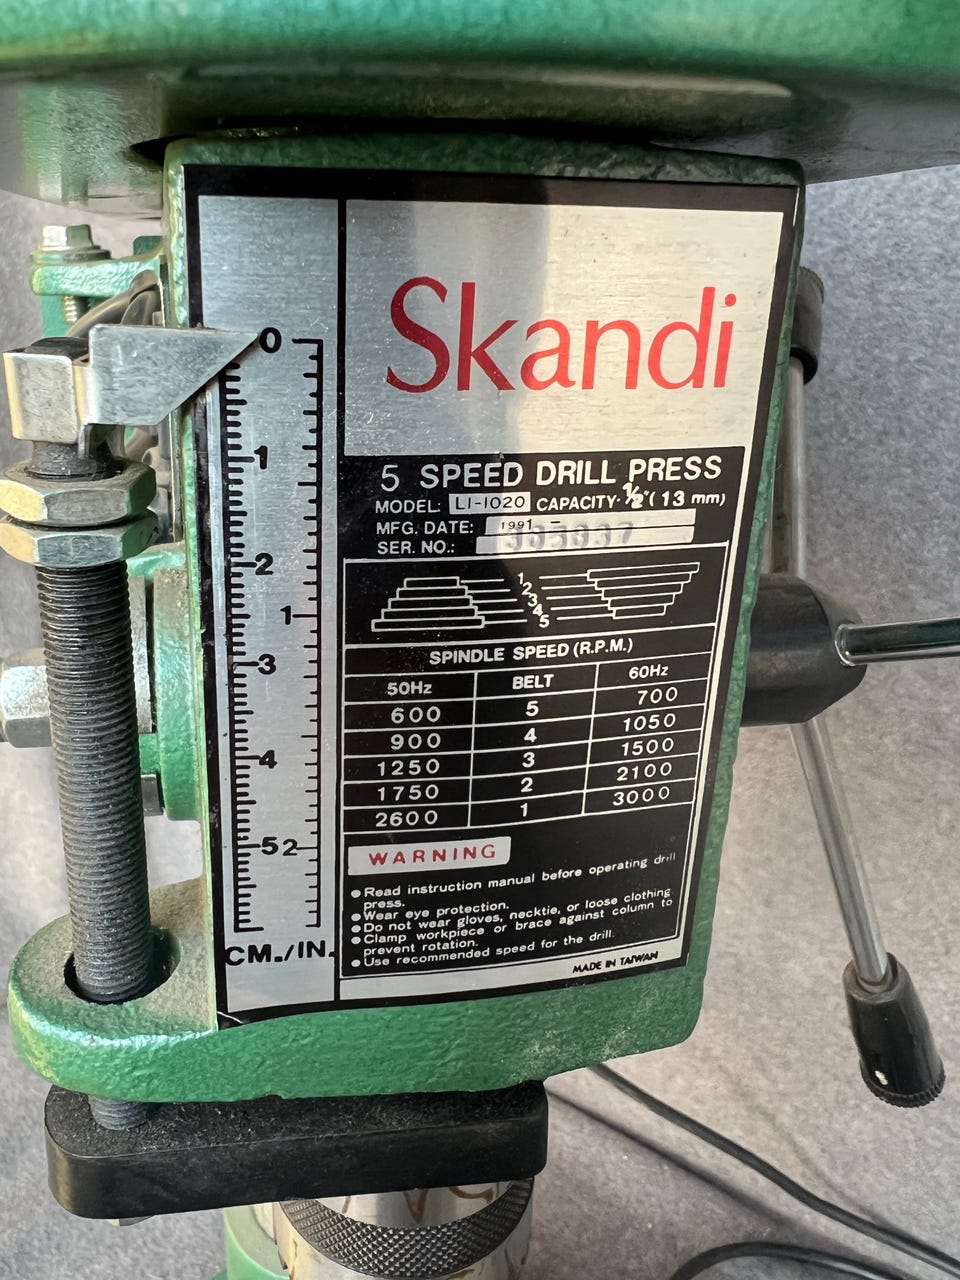 Skandi
5 SPEED DRILL PRESS
MODEL: LI-1020 CAPACITY· 1/2"(13 mm)
MFG. DATE: 1991 –
SER. NO.:
1
2
3
4
5
SPINDLE SPEED (R.P.M.)
50Hz BELT 60Hz
600 5 700
900 4 1050
1250 3 1500
1750 2 2100
2600 1 3000
WARNING
● Read instruction manual before operating drill
press.
● Wear eye protection.
● Do not wear gloves, necktie, or loose clothing
● Clamp workpiece or brace against column to
prevent rotation.
● Use recommended speed for the drill.
MADE IN TAIWAN
0
1
2
1
3
4
5 2
CM./IN.